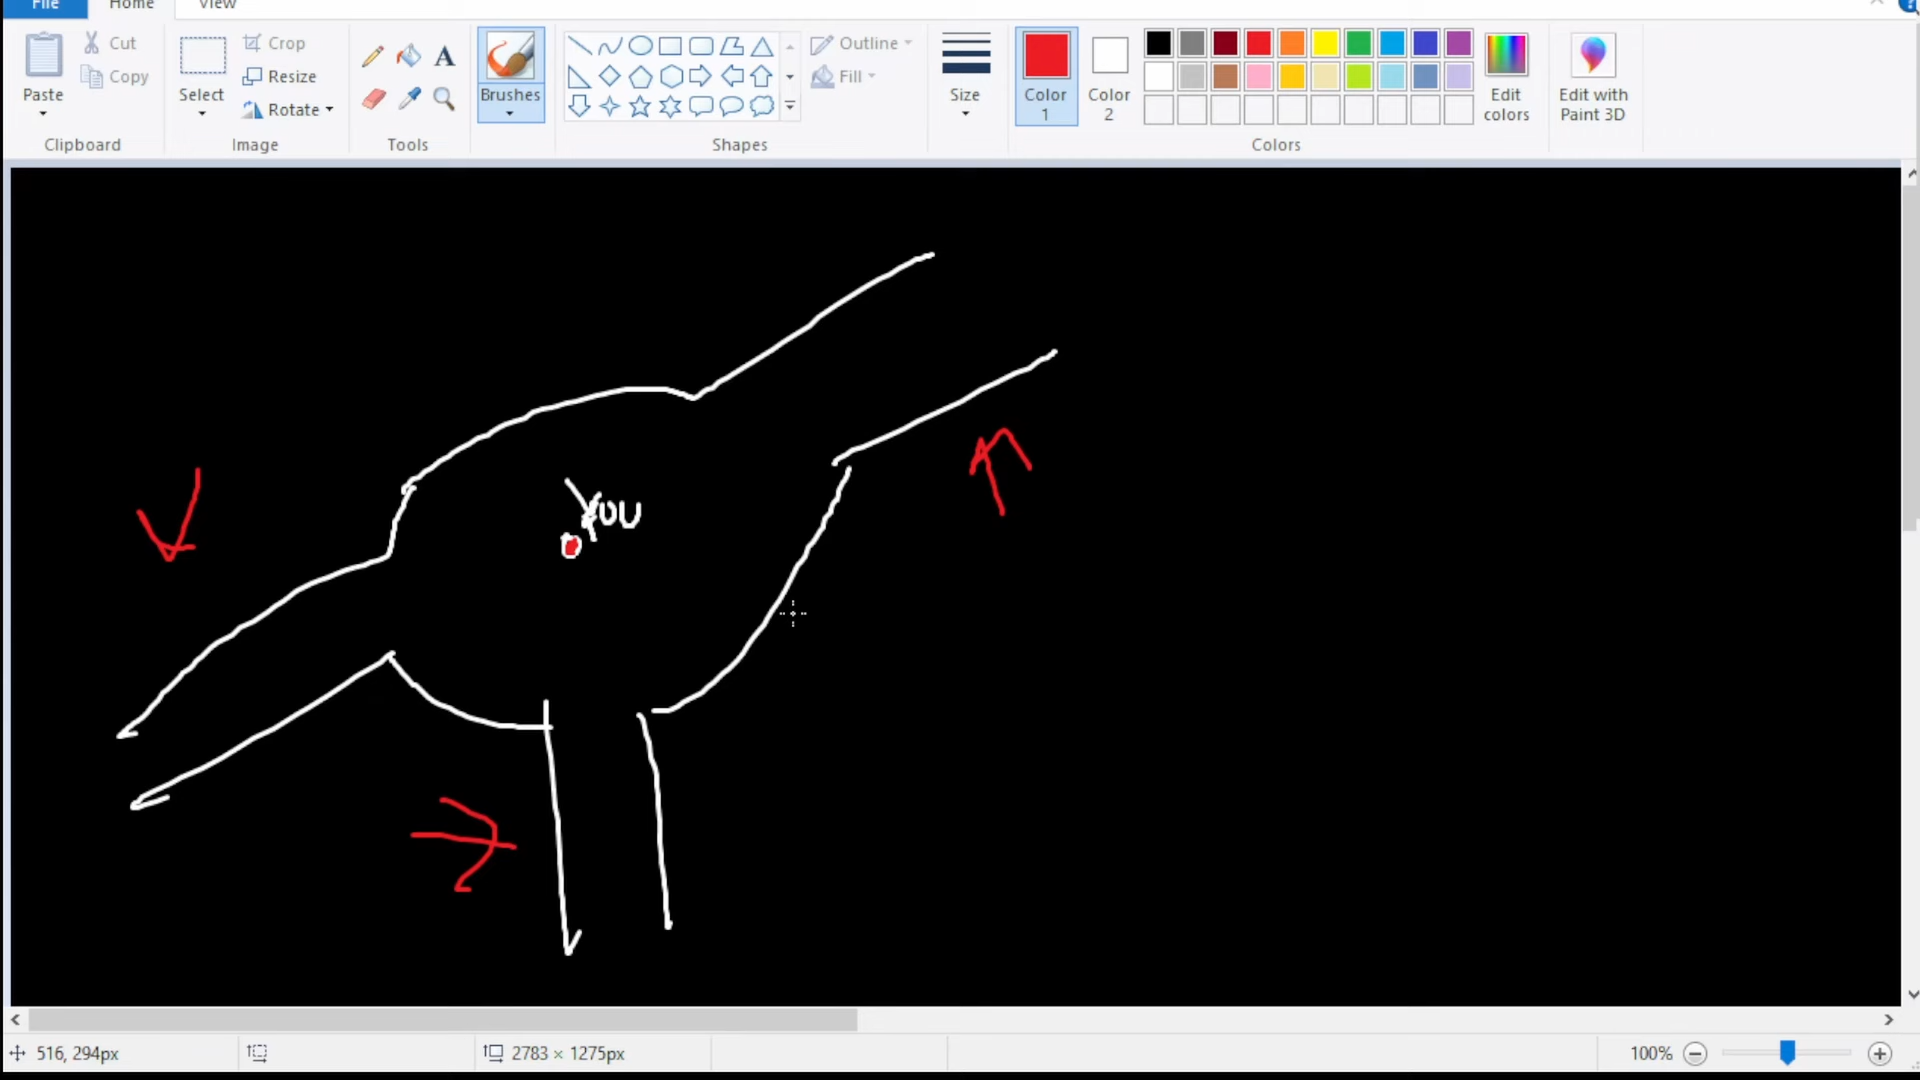 File Home View
Cut
Copy
Paste
Clipboard
Select
Crop
Resize
Rotate
Image
A
Tools
Brushes
Shapes
Outline
Fill
Size
Color 1
Color 2
Colors
Edit colors
Edit with Paint 3D
You
516, 294px
2783 × 1275px
100%